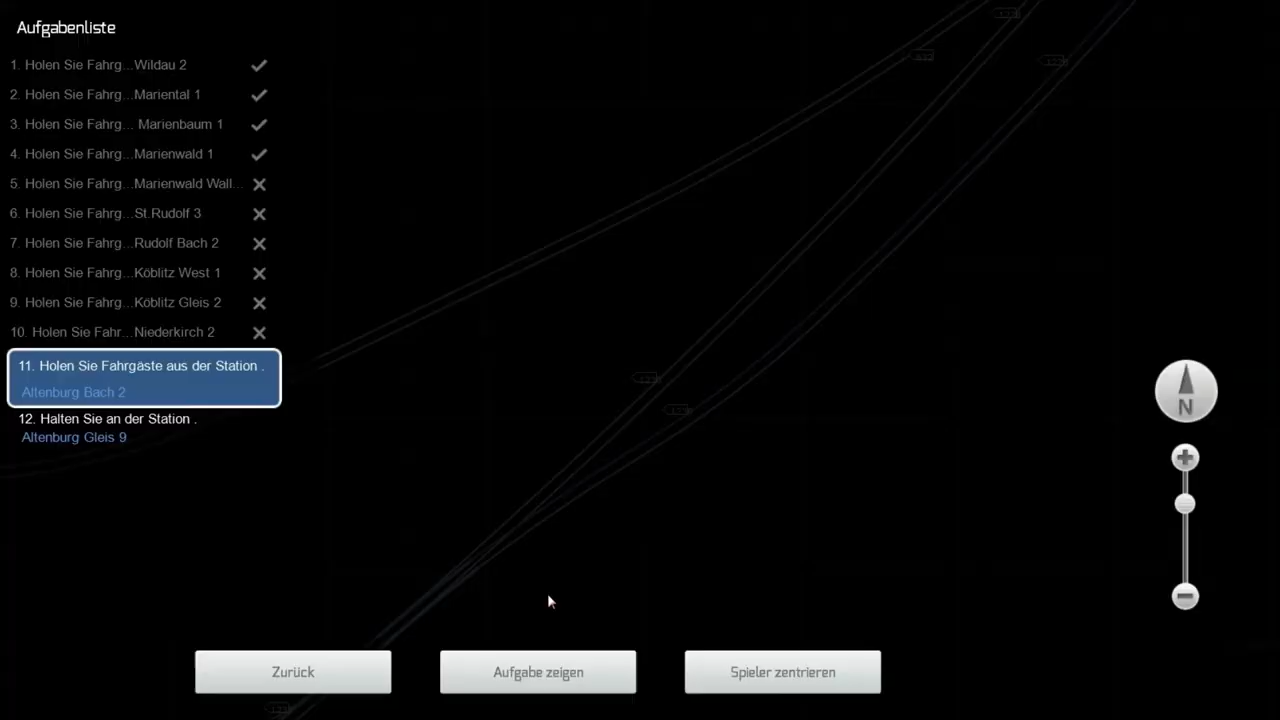 Aufgabenliste
1. Holen Sie Fahrg...Wildau 2
2. Holen Sie Fahrg...Mariental 1
3. Holen Sie Fahrg... Marienbaum 1
4. Holen Sie Fahrg...Marienwald 1
5. Holen Sie Fahrg...Marienwald Wall...
6. Holen Sie Fahrg...St.Rudolf 3
7. Holen Sie Fahrg...Rudolf Bach 2
8. Holen Sie Fahrg...Köblitz West 1
9. Holen Sie Fahrg...Köblitz Gleis 2
10. Holen Sie Fahr...Niederkirch 2
11. Holen Sie Fahrgäste aus der Station .
Altenburg Bach 2
12. Halten Sie an der Station .
Altenburg Gleis 9
N
Zurück
Aufgabe zeigen
Spieler zentrieren